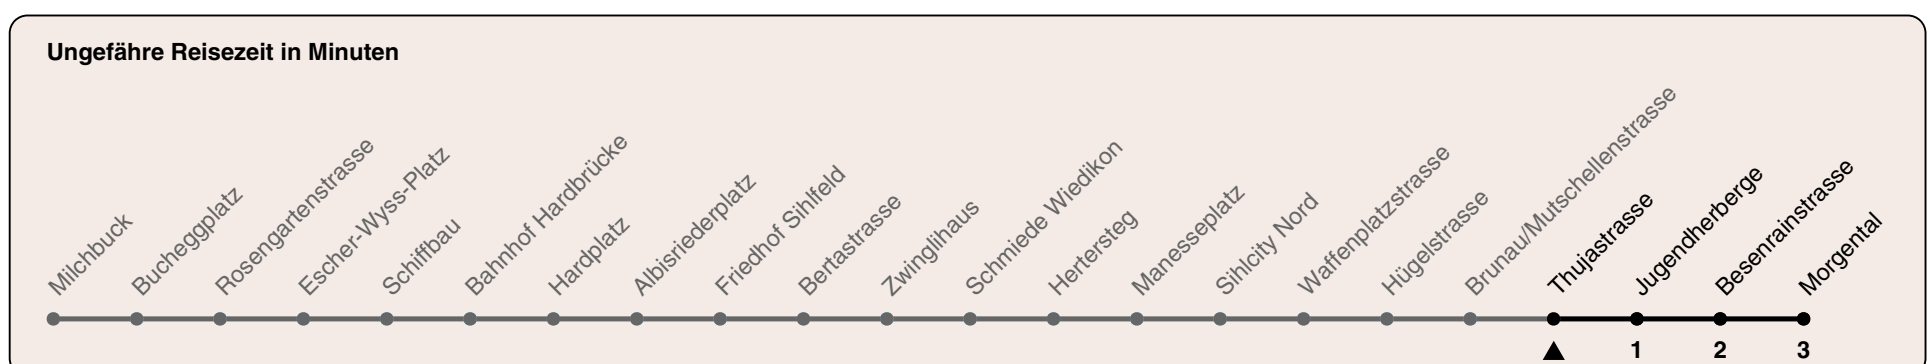 Ungefähre Reisezeit in Minuten
Milchbuck
Bucheggplatz
Rosengartenstrasse
Escher-Wyss-Platz
Schiffbau
Bahnhof Hardbrücke
Hardplatz
Albisriederplatz
Friedhof Sihlfeld
Bertastrasse
Zwinglihaus
Schmiede Wiedikon
Hertersteg
Manesseplatz
Sihlcity Nord
Waffenplatzstrasse
Hügelstrasse
Brunau/Mutschellenstrasse
Thujastrasse
Jugendherberge
Besenrainstrasse
Morgental
1 2 3